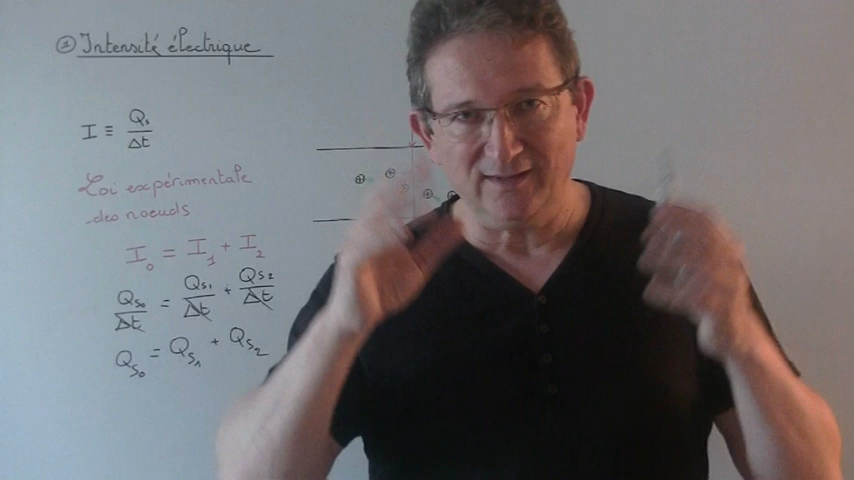 ① Intensité électrique
I ≡ Qs/Δt
Loi expérimentale
des noeuds
I₀ = I₁ + I₂
Qs₀/Δt = Qs₁/Δt + Qs₂/Δt
Qs₀ = Qs₁ + Qs₂
⊕ ⊕ ⊕ ⊕